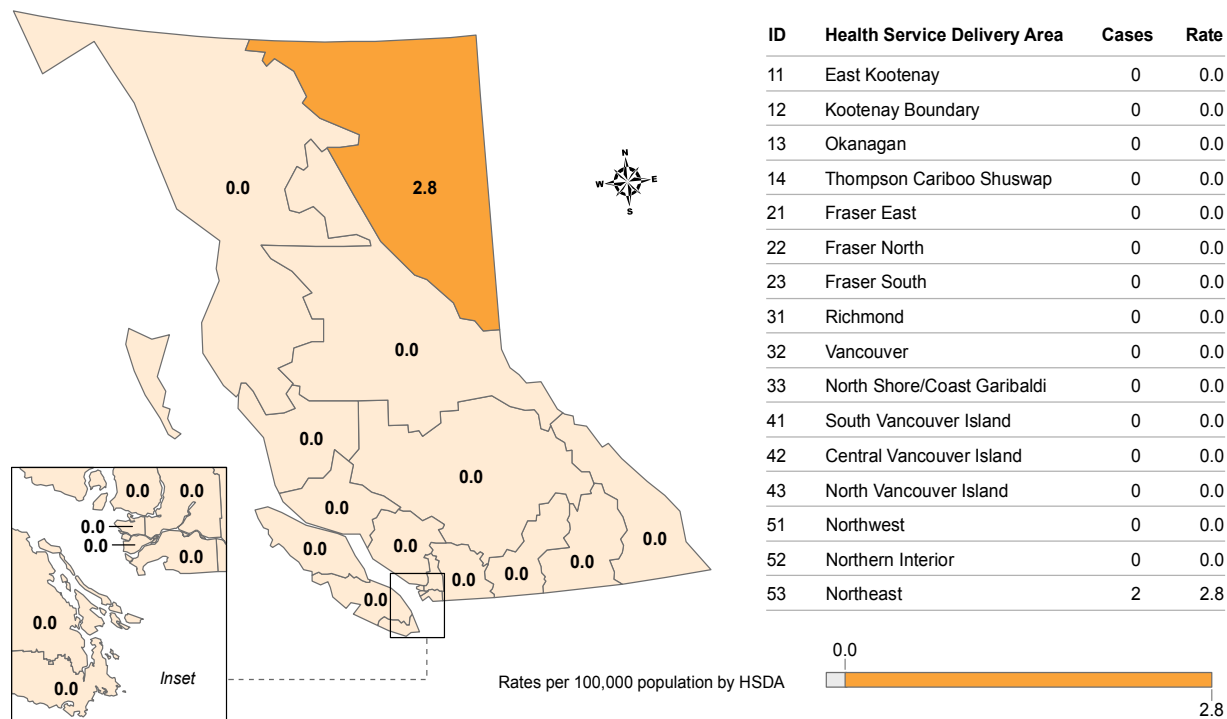 ID Health Service Delivery Area Cases Rate
11 East Kootenay 0 0.0
12 Kootenay Boundary 0 0.0
13 Okanagan 0 0.0
14 Thompson Cariboo Shuswap 0 0.0
21 Fraser East 0 0.0
22 Fraser North 0 0.0
23 Fraser South 0 0.0
31 Richmond 0 0.0
32 Vancouver 0 0.0
33 North Shore/Coast Garibaldi 0 0.0
41 South Vancouver Island 0 0.0
42 Central Vancouver Island 0 0.0
43 North Vancouver Island 0 0.0
51 Northwest 0 0.0
52 Northern Interior 0 0.0
53 Northeast 2 2.8
N
W E
S
0.0 2.8
0.0
0.0
0.0
0.0
0.0 0.0 0.0
0.0 0.0 0.0
0.0
0.0 0.0
0.0
0.0 0.0
0.0
0.0
Inset
Rates per 100,000 population by HSDA
0.0
2.8